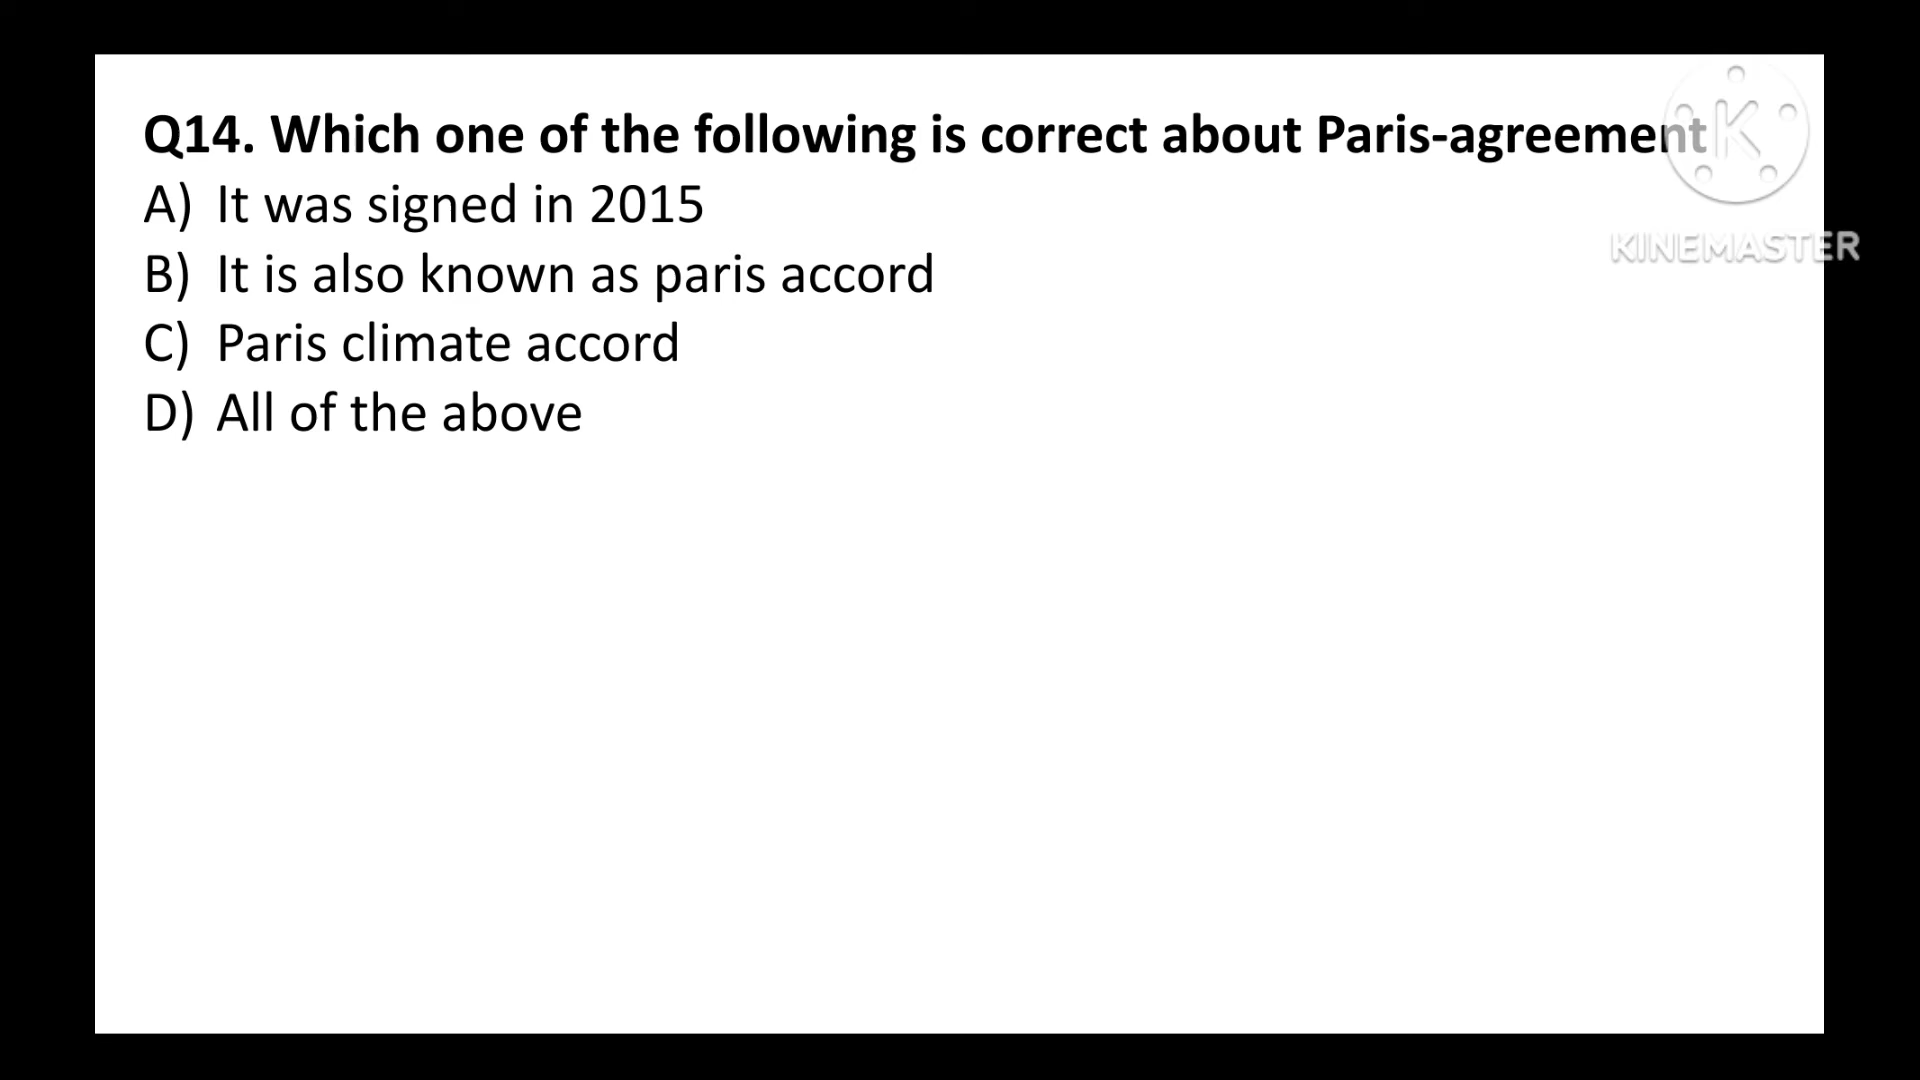 Q14. Which one of the following is correct about Paris-agreement
A) It was signed in 2015
B) It is also known as paris accord
C) Paris climate accord
D) All of the above
K
KINEMASTER